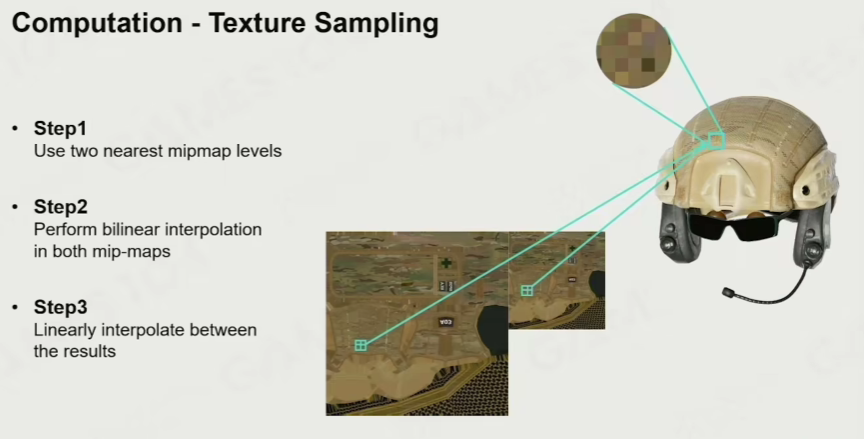 Computation - Texture Sampling
• Step1
Use two nearest mipmap levels
• Step2
Perform bilinear interpolation
in both mip-maps
• Step3
Linearly interpolate between
the results